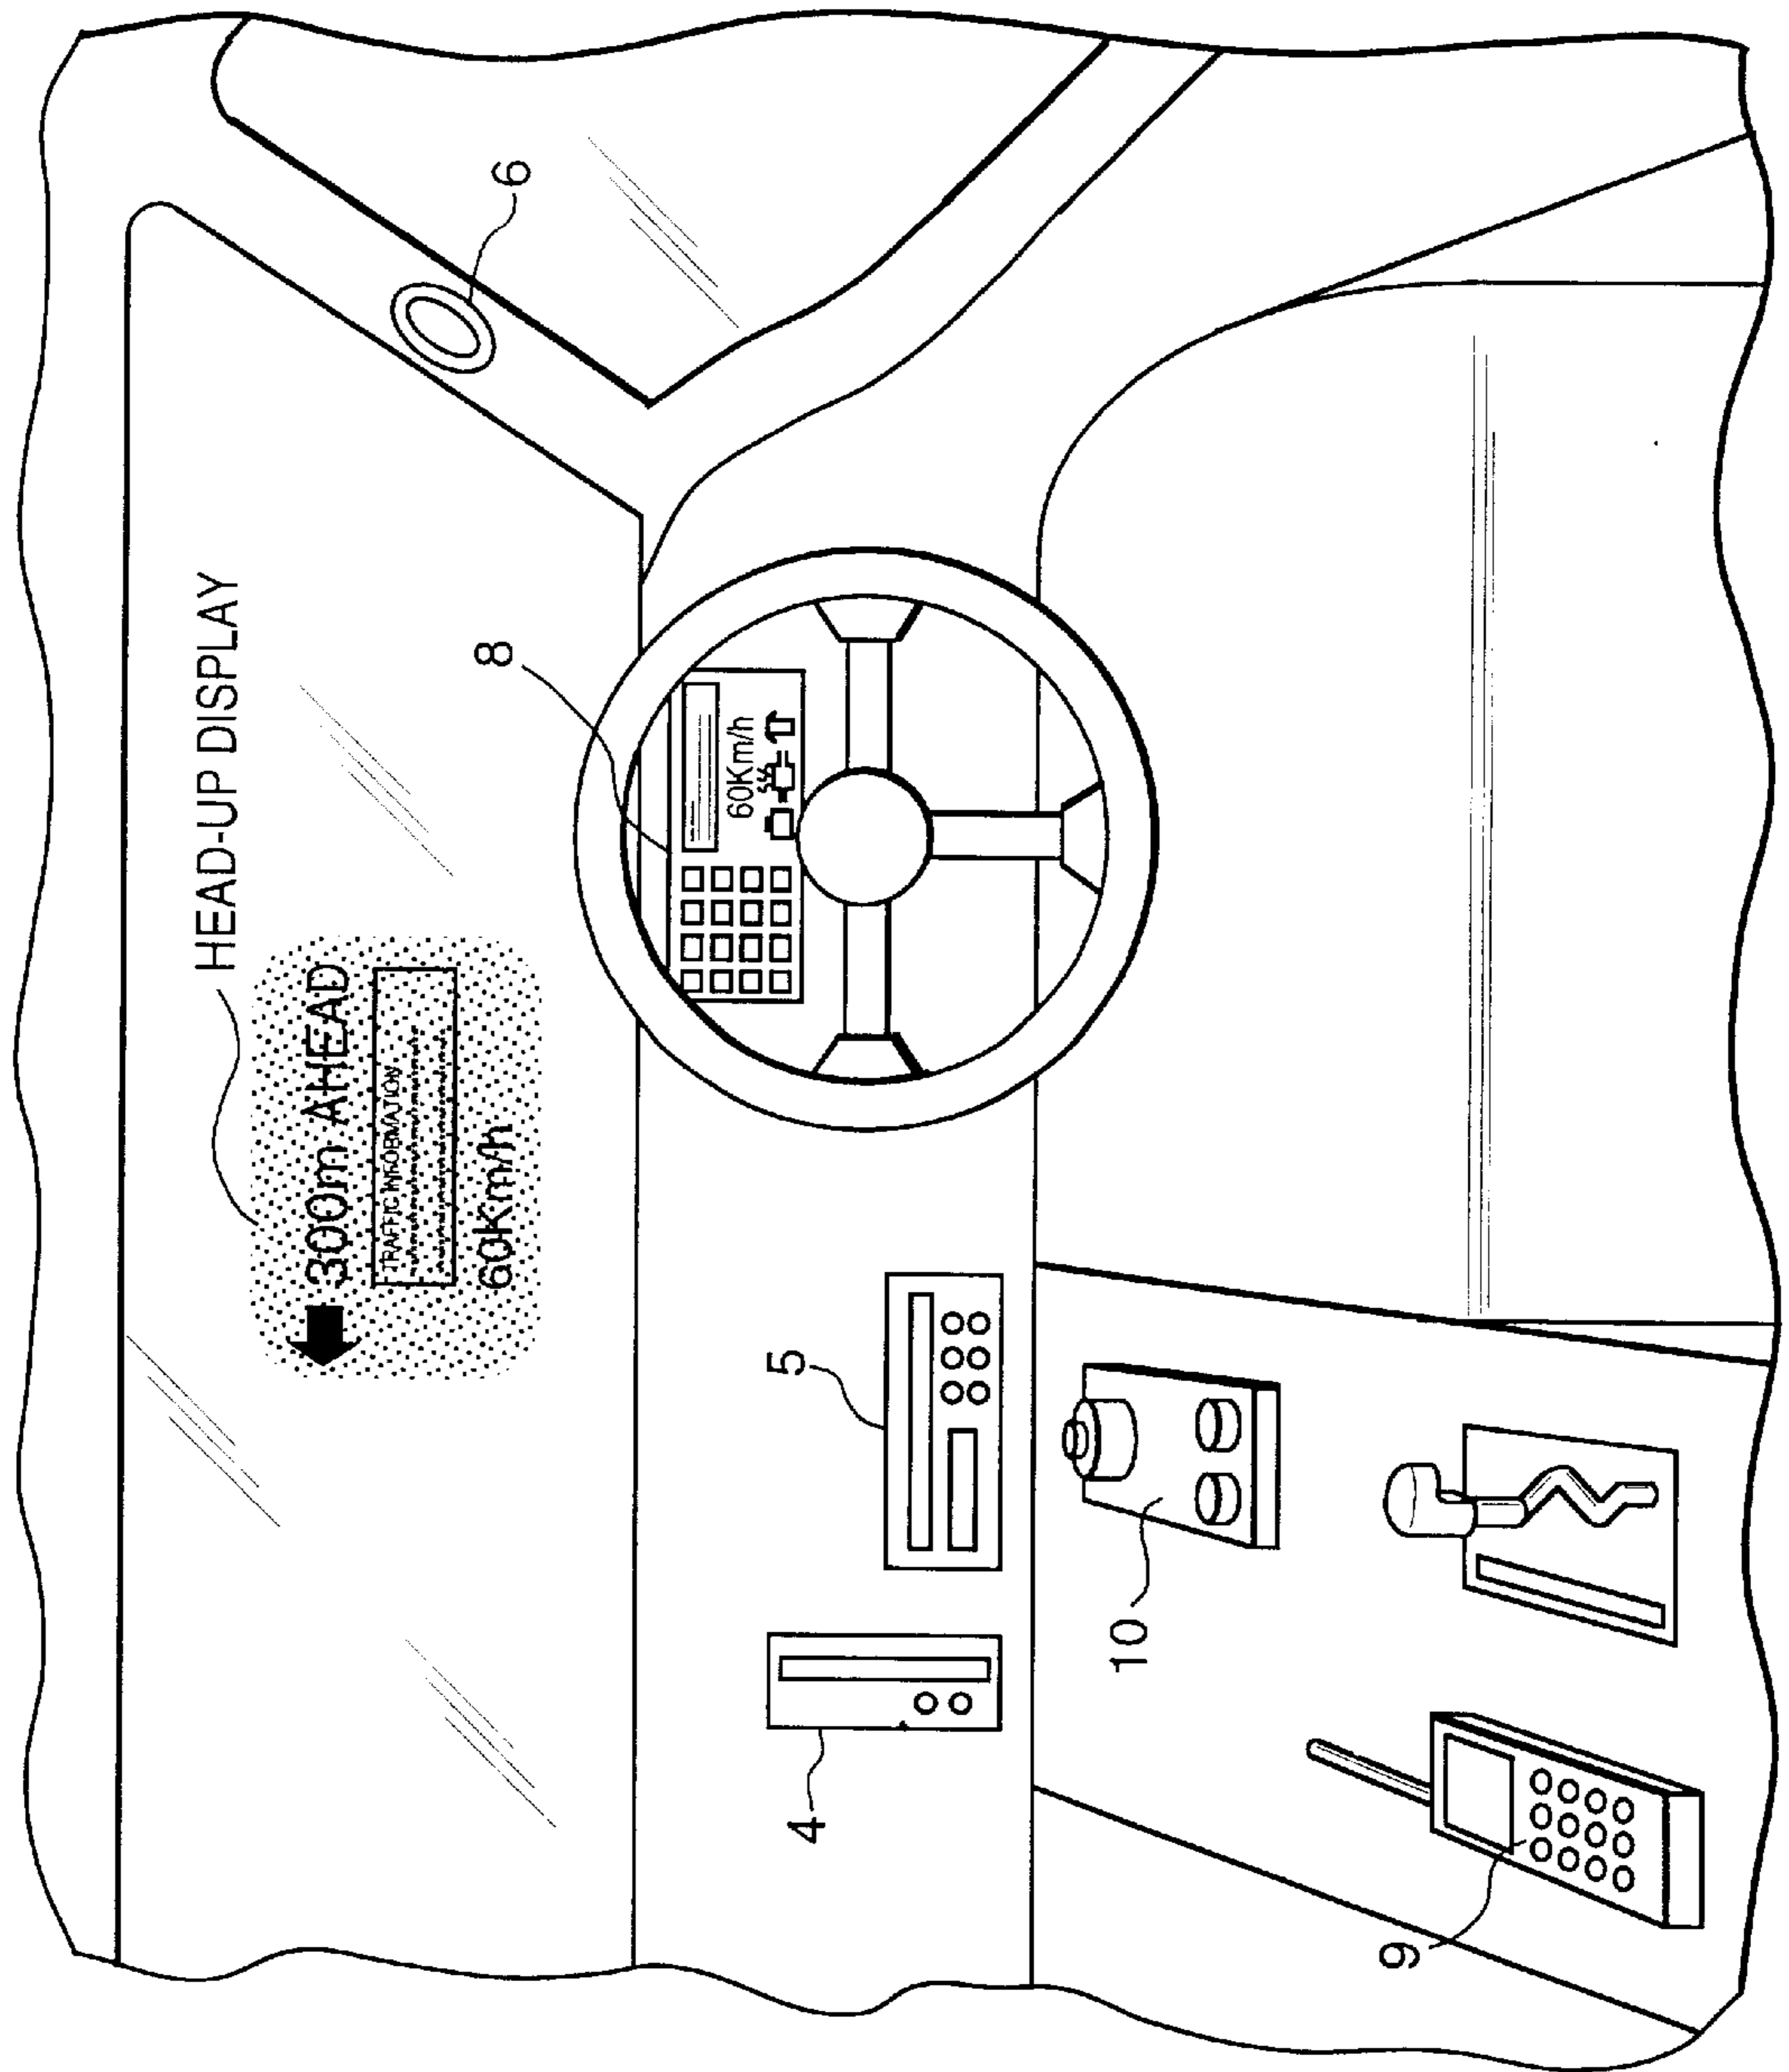 HEAD-UP DISPLAY
300m AHEAD
TRAFFIC INFORMATION
60Km/h
6
8
60Km/h
5
4
10
9